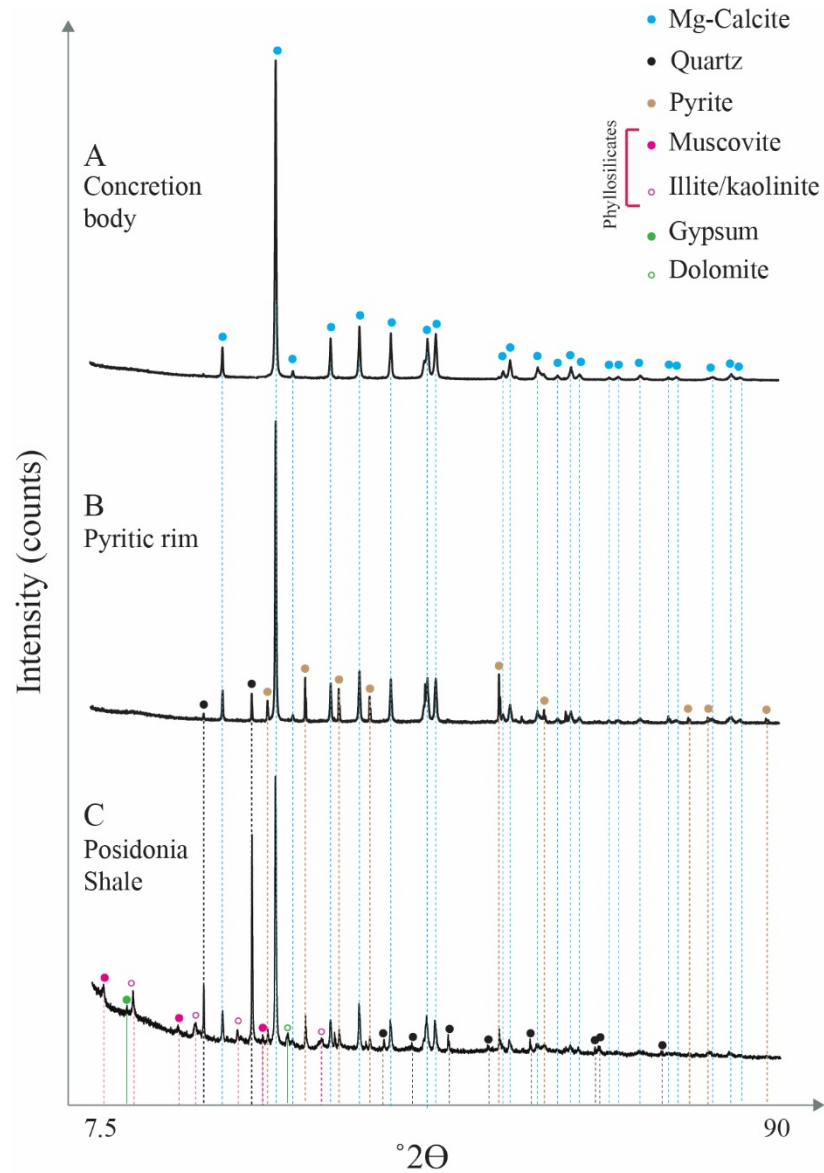 Mg-Calcite
Quartz
Pyrite
Phyllosilicates
Muscovite
Illite/kaolinite
Gypsum
Dolomite
A
Concretion
body
B
Pyritic rim
C
Posidonia
Shale
Intensity (counts)
7.5
90
°2Θ